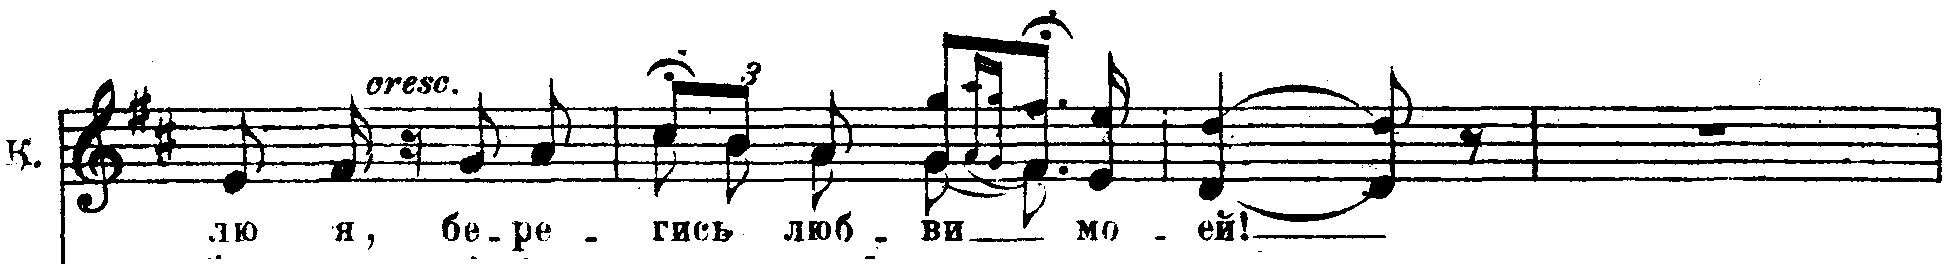 cresc.
3
К.
лю я, бе - ре - гись люб - ви мо - ей!